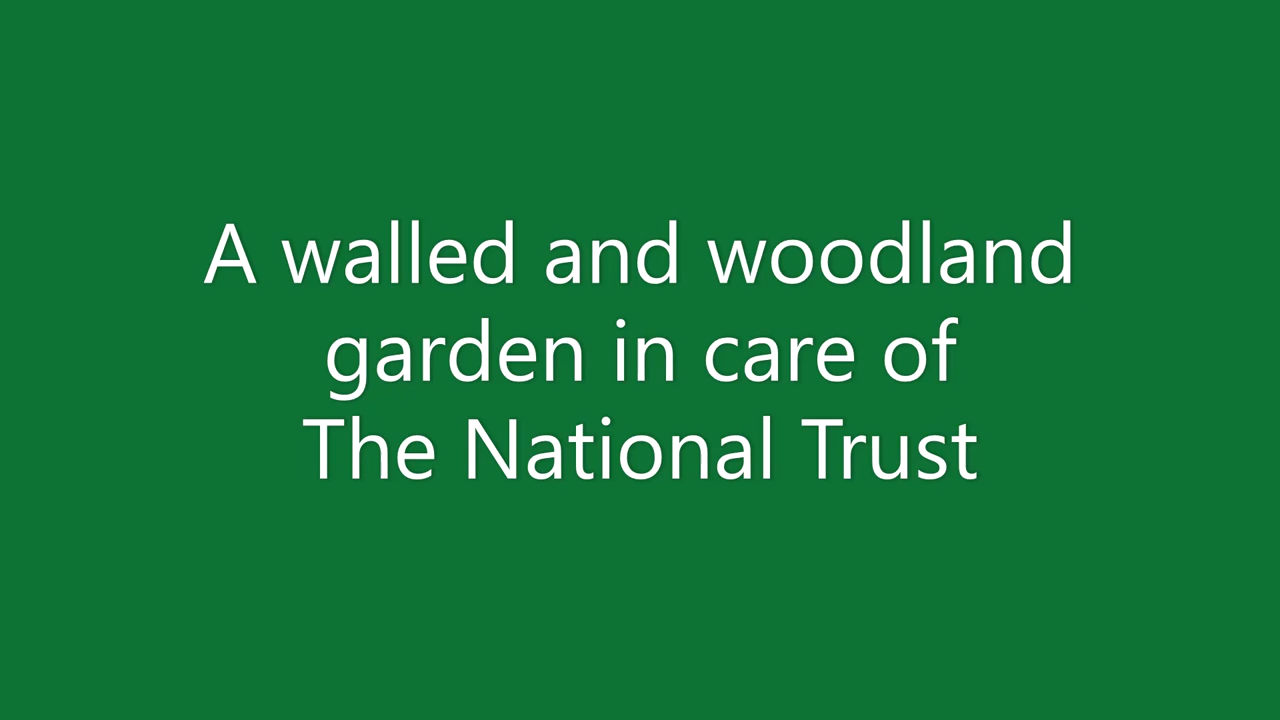 A walled and woodland
garden in care of
The National Trust